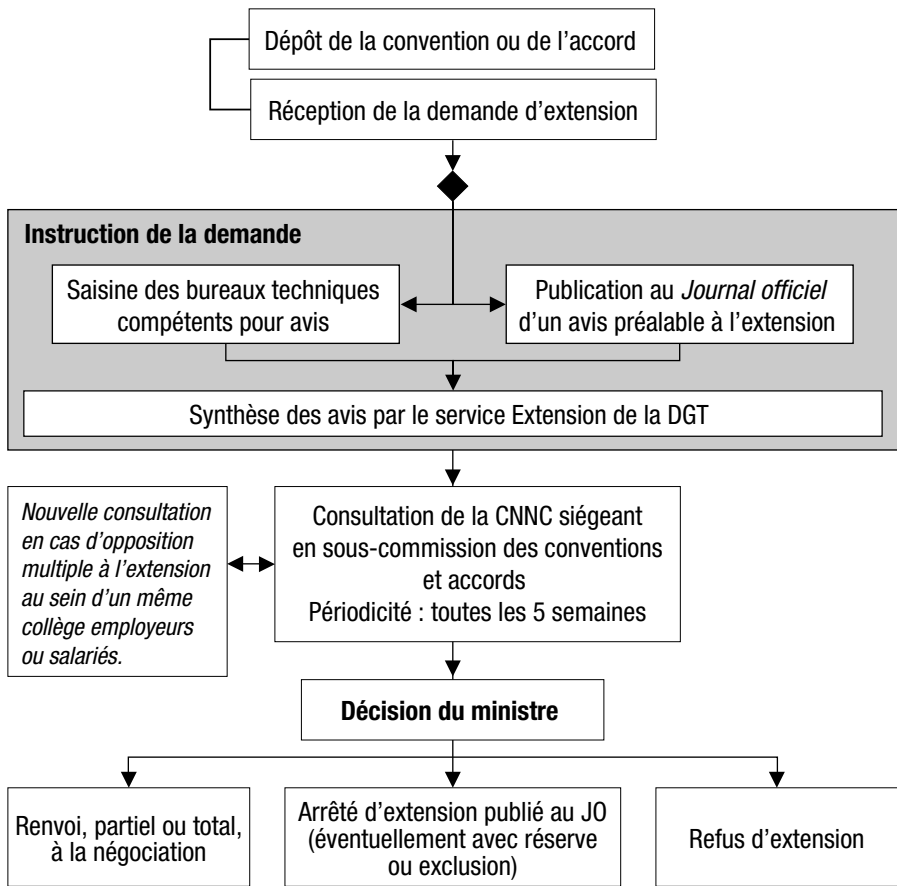 Dépôt de la convention ou de l’accord
Réception de la demande d’extension
Instruction de la demande
Saisine des bureaux techniques
compétents pour avis
Publication au Journal officiel
d’un avis préalable à l’extension
Synthèse des avis par le service Extension de la DGT
Nouvelle consultation
en cas d’opposition
multiple à l’extension
au sein d’un même
collège employeurs
ou salariés.
Consultation de la CNNC siégeant
en sous-commission des conventions
et accords
Périodicité : toutes les 5 semaines
Décision du ministre
Renvoi, partiel ou total,
à la négociation
Arrêté d’extension publié au JO
(éventuellement avec réserve
ou exclusion)
Refus d’extension